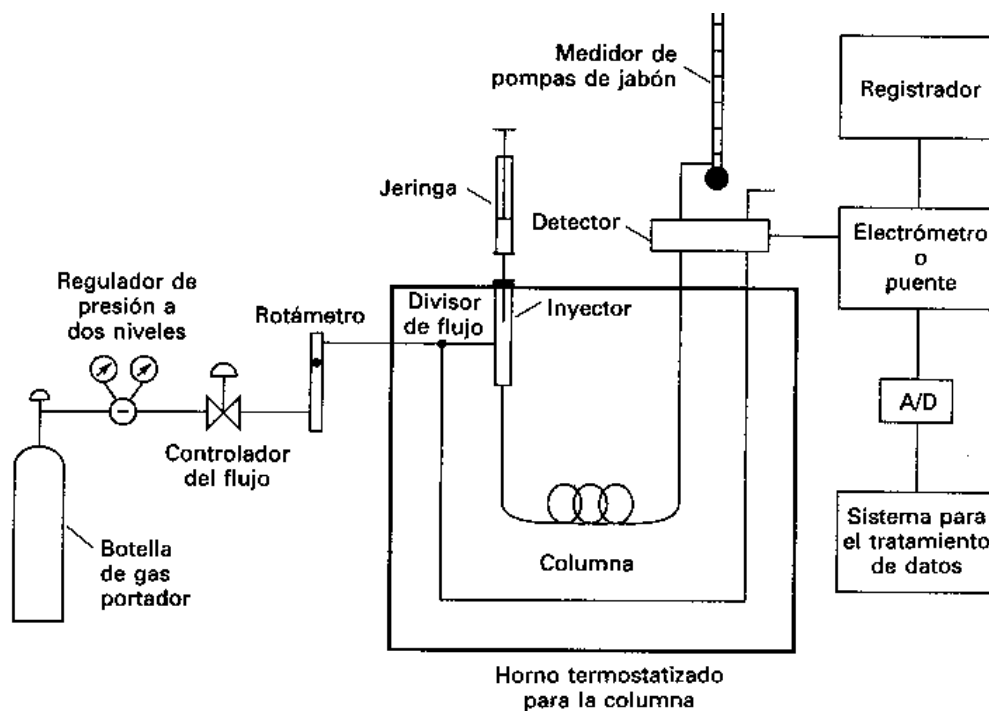 Medidor de
pompas de jabón
Registrador
Jeringa
Detector
Electrómetro
o
puente
Regulador de
presión a
dos niveles
Rotámetro
Divisor
de flujo
Inyector
A/D
Controlador
del flujo
Botella
de gas
portador
Columna
Sistema para
el tratamiento
de datos
Horno termostatizado
para la columna